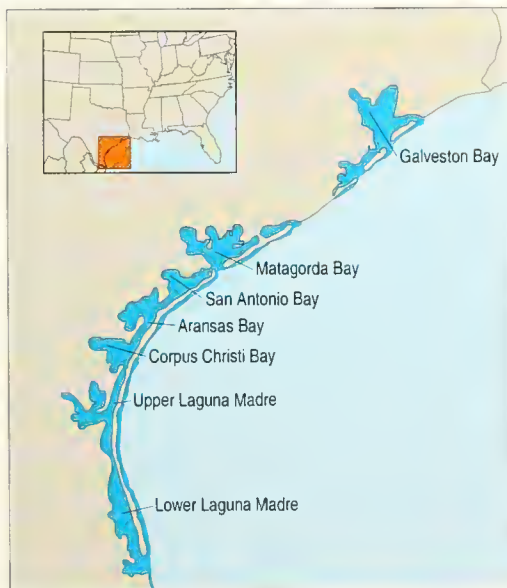 Galveston Bay
Matagorda Bay
San Antonio Bay
Aransas Bay
Corpus Christi Bay
Upper Laguna Madre
Lower Laguna Madre